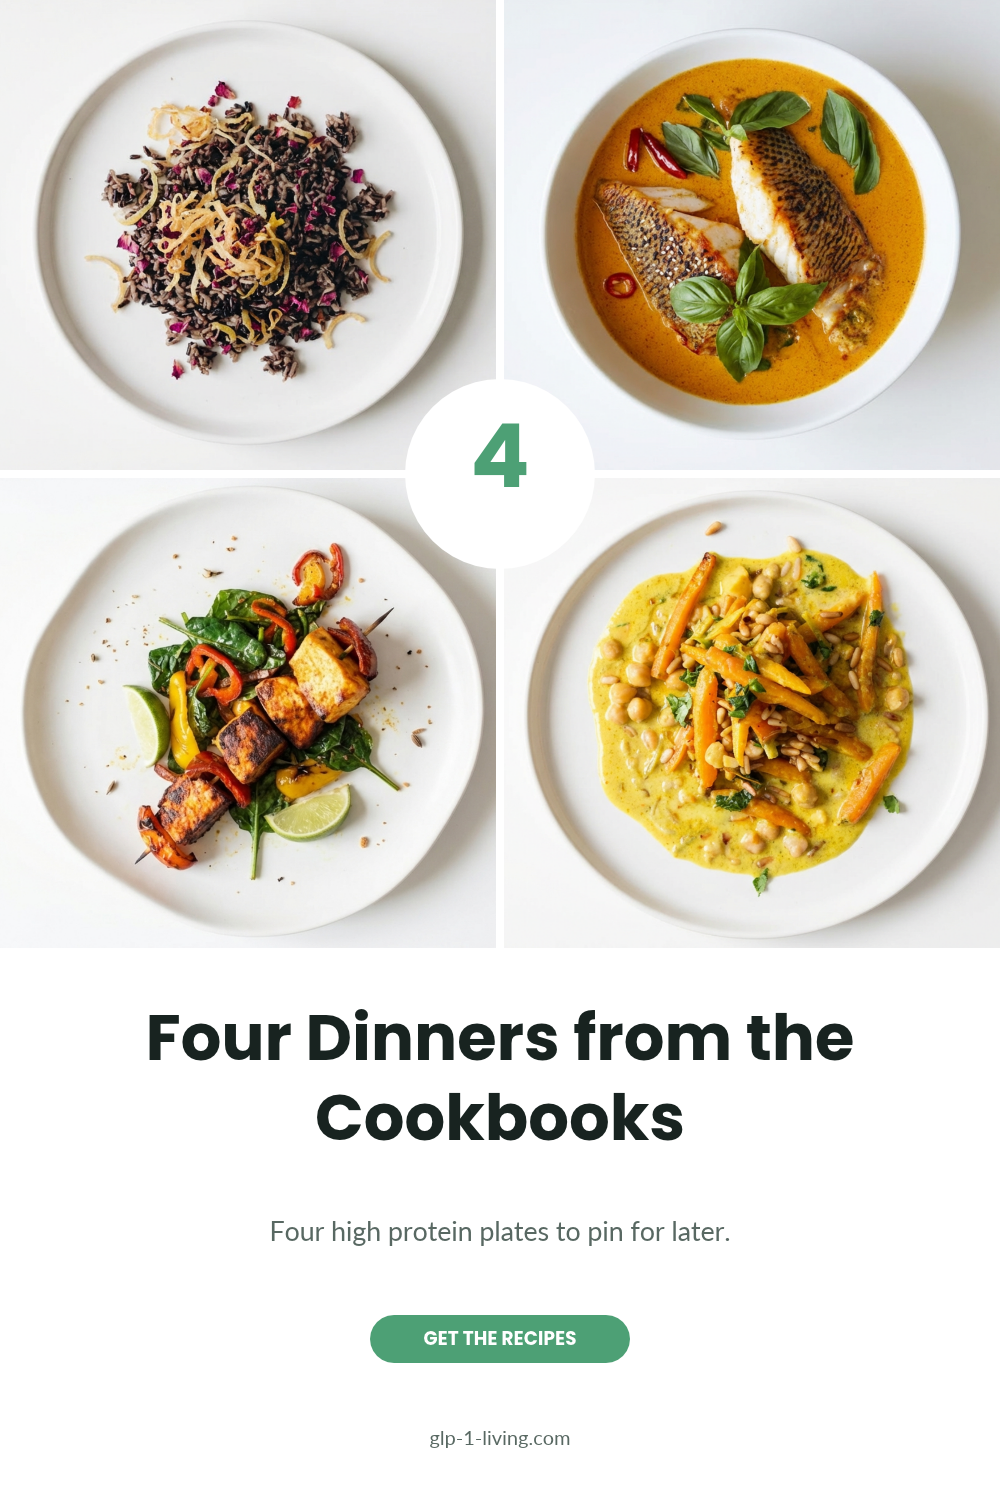 4
Four Dinners from the
Cookbooks
Four high protein plates to pin for later.
GET THE RECIPES
glp-1-living.com